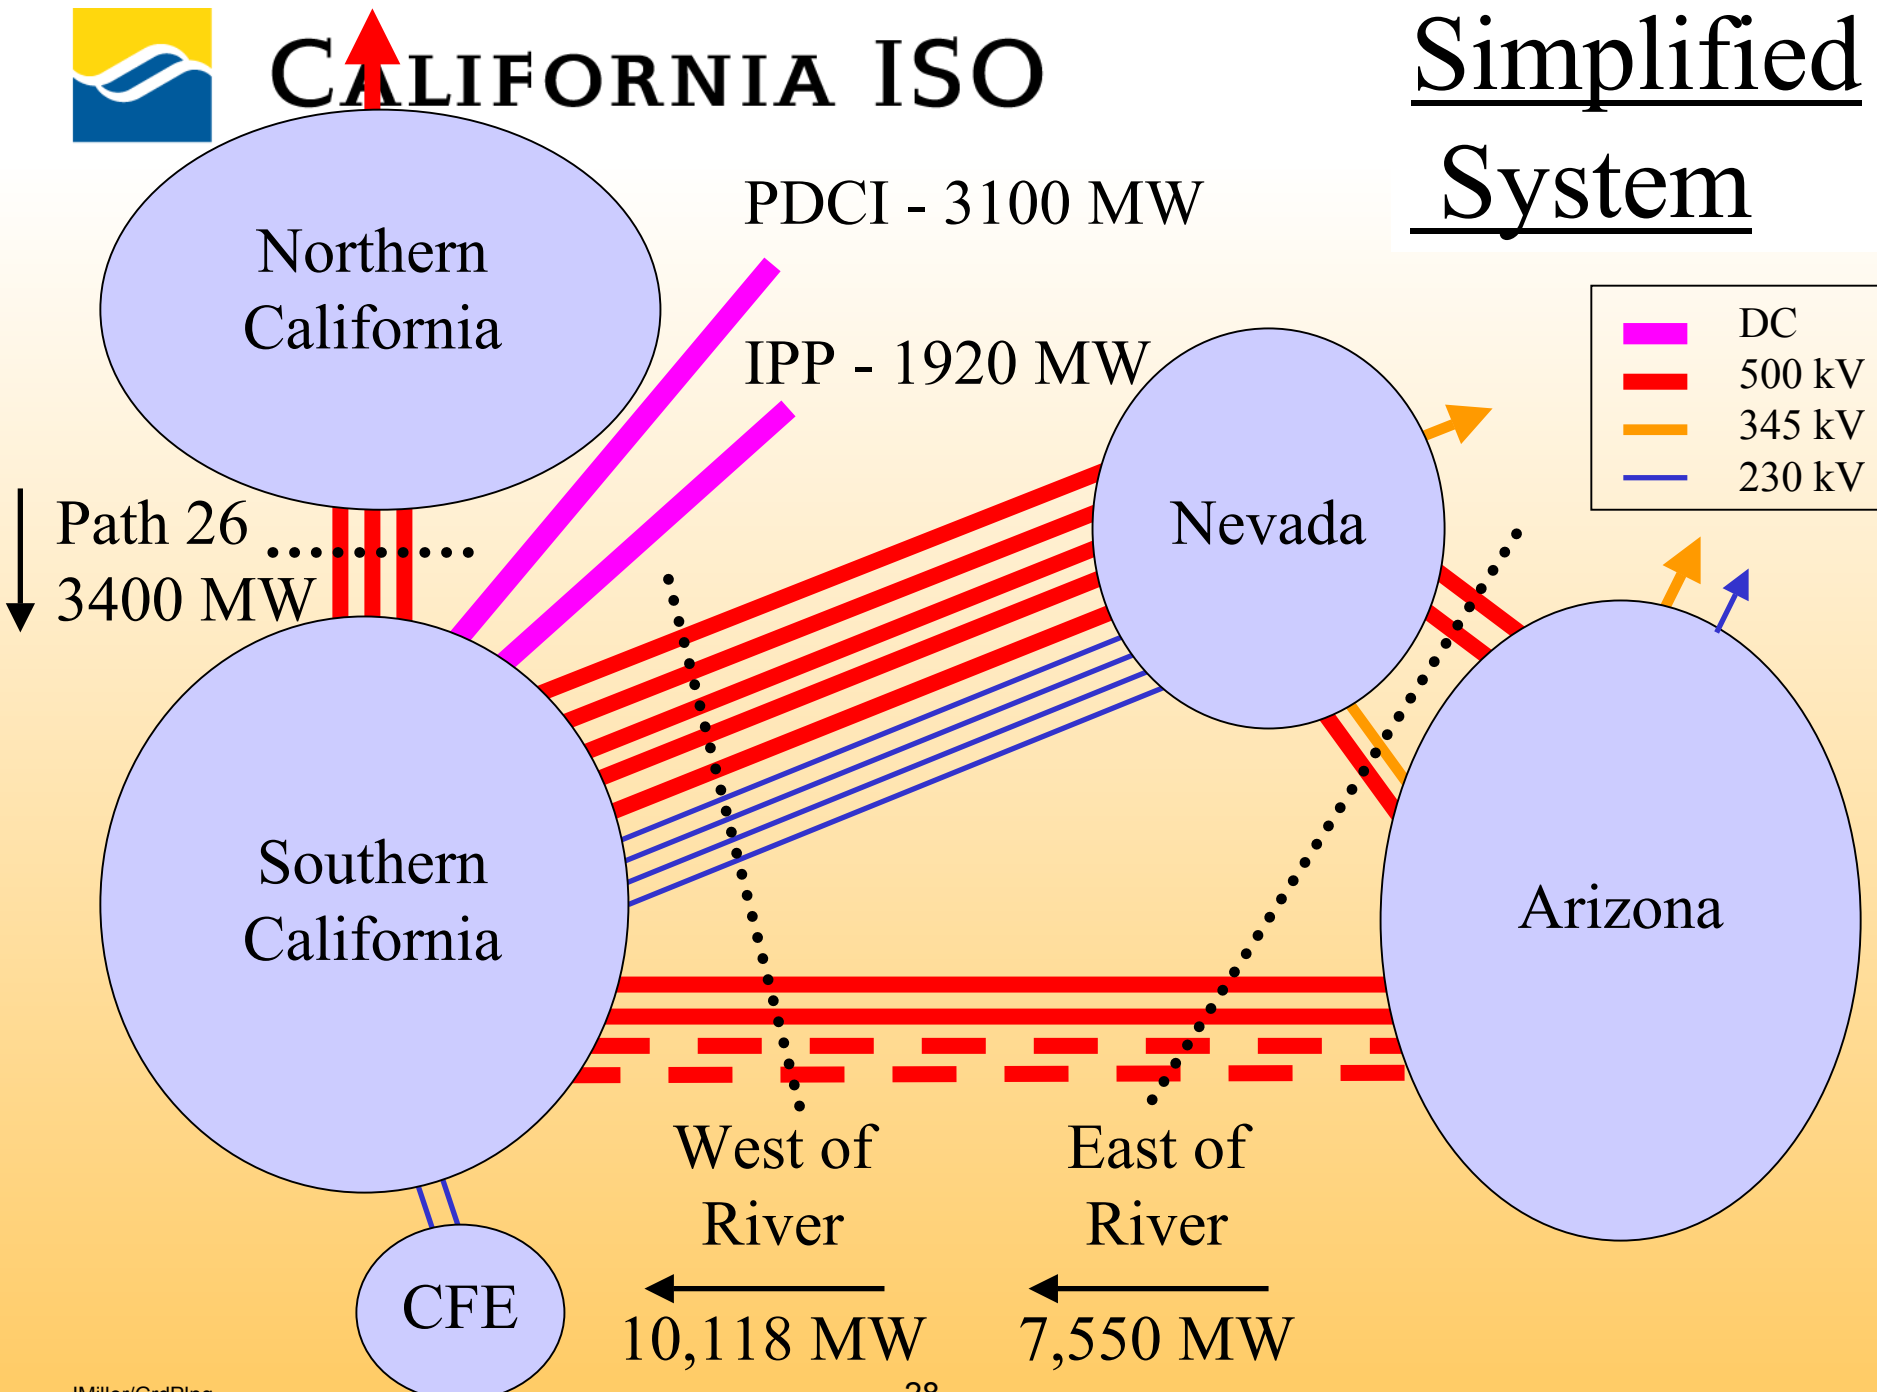 CALIFORNIA ISO
Simplified
System
PDCI - 3100 MW
Northern
California
IPP - 1920 MW
DC
500 kV
345 kV
230 kV
Nevada
Path 26
3400 MW
Southern
California
Arizona
West of
River
East of
River
CFE
10,118 MW
7,550 MW
28